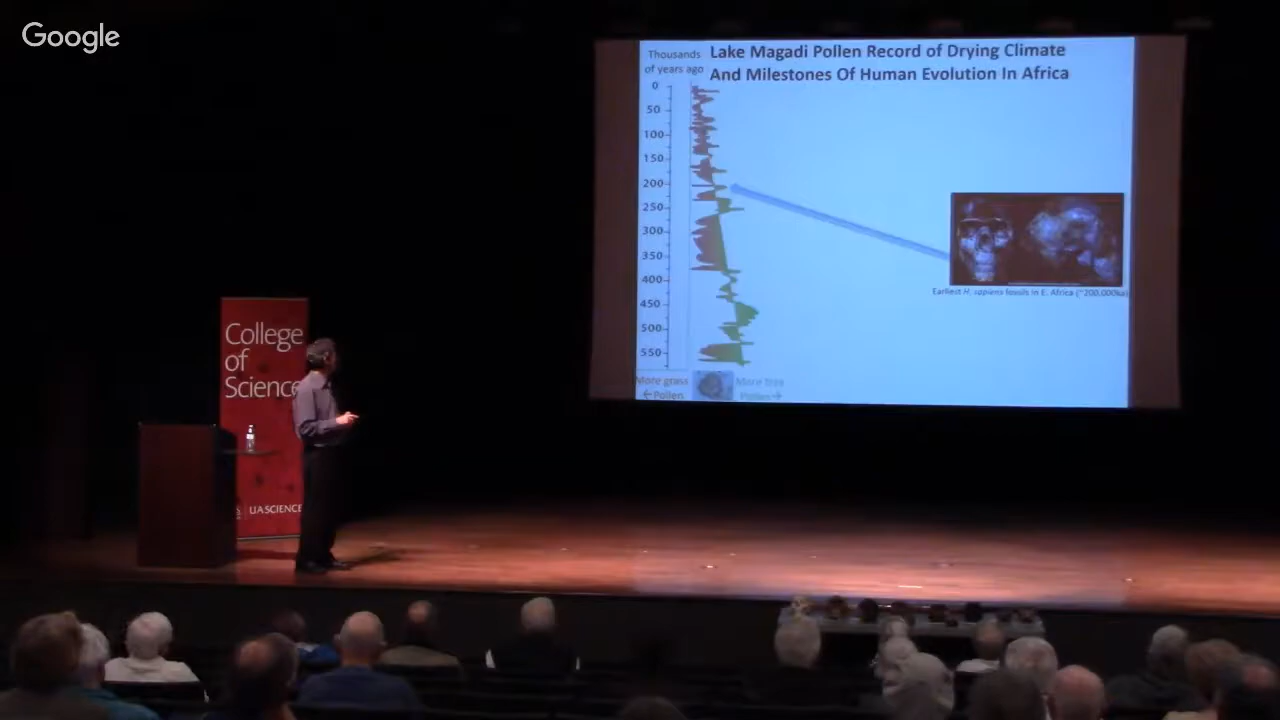 Google
Thousands
of years ago
Lake Magadi Pollen Record of Drying Climate
And Milestones Of Human Evolution In Africa
0
50
100
150
200
250
300
350
400
450
500
550
Earliest H. sapiens fossils in E. Africa (~200,000ka)
More grass
←Pollen
More tree
Pollen→
College
of
Science
UA SCIENCE